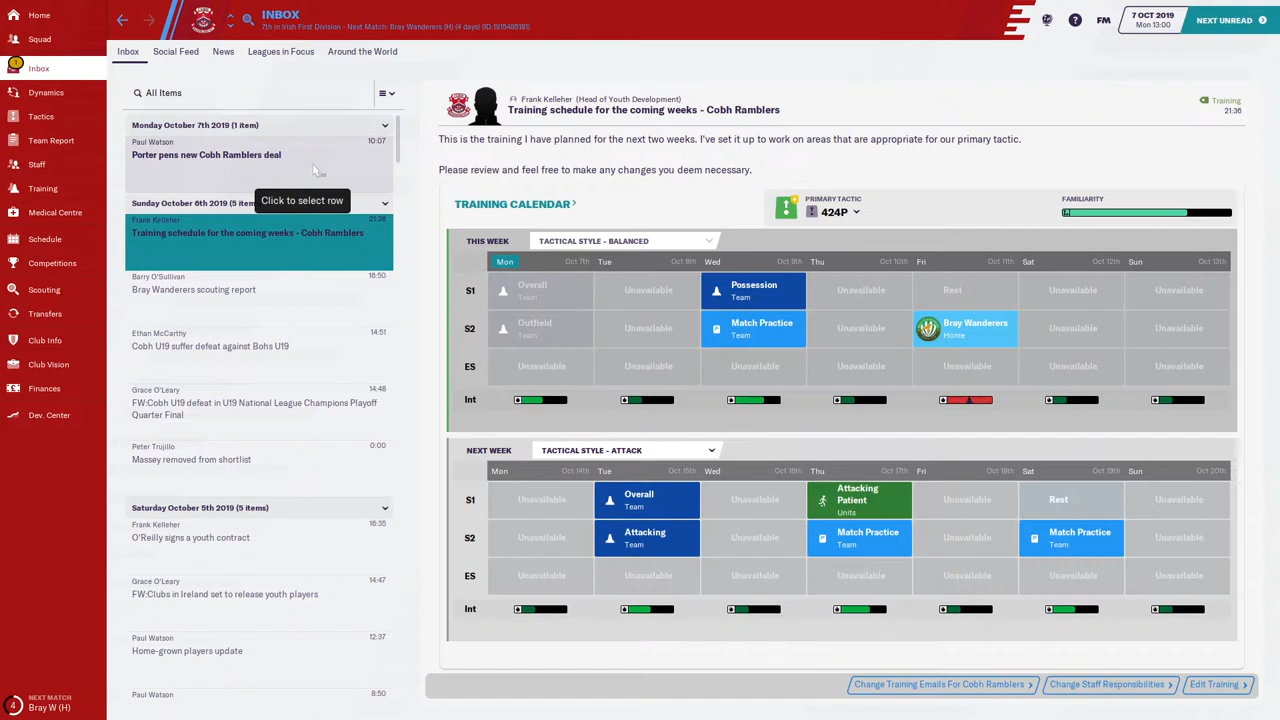 Home
Squad
1
Inbox
Dynamics
Tactics
Team Report
Staff
Training
Medical Centre
Schedule
Competitions
Scouting
Transfers
Club Info
Club Vision
Finances
Dev. Center
4
NEXT MATCH
Bray W (H)
INBOX
7th in Irish First Division - Next Match: Bray Wanderers (H) (4 days) (ID:1915485181)
?
FM
7 OCT 2019
Mon 13:00
NEXT UNREAD
Inbox
Social Feed
News
Leagues in Focus
Around the World
All Items
Monday October 7th 2019 (1 item)
Paul Watson 10:07
Porter pens new Cobh Ramblers deal
Click to select row
Sunday October 6th 2019 (5 item
Frank Kelleher 21:36
Training schedule for the coming weeks - Cobh Ramblers
Barry O'Sullivan 16:50
Bray Wanderers scouting report
Ethan McCarthy 14:51
Cobh U19 suffer defeat against Bohs U19
Grace O'Leary 14:48
FW:Cobh U19 defeat in U19 National League Champions Playoff
Quarter Final
Peter Trujillo 0:00
Massey removed from shortlist
Saturday October 5th 2019 (5 items)
Frank Kelleher 16:35
O'Reilly signs a youth contract
Grace O'Leary 14:47
FW:Clubs in Ireland set to release youth players
Paul Watson 12:37
Home-grown players update
Paul Watson 8:50
Frank Kelleher (Head of Youth Development)
Training schedule for the coming weeks - Cobh Ramblers
Training
21:36
This is the training I have planned for the next two weeks. I've set it up to work on areas that are appropriate for our primary tactic.
Please review and feel free to make any changes you deem necessary.
TRAINING CALENDAR
PRIMARY TACTIC
424P
FAMILIARITY
THIS WEEK TACTICAL STYLE - BALANCED
Mon Oct 7th Tue Oct 8th Wed Oct 9th Thu Oct 10th Fri Oct 11th Sat Oct 12th Sun Oct 13th
S1 Overall Team Unavailable Possession Team Unavailable Rest Unavailable Unavailable
S2 Outfield Team Unavailable Match Practice Team Unavailable Bray Wanderers Home Unavailable Unavailable
ES Unavailable Unavailable Unavailable Unavailable Unavailable Unavailable Unavailable
Int
NEXT WEEK TACTICAL STYLE - ATTACK
Mon Oct 14th Tue Oct 15th Wed Oct 16th Thu Oct 17th Fri Oct 18th Sat Oct 19th Sun Oct 20th
S1 Unavailable Overall Team Unavailable Attacking Patient Units Unavailable Rest Unavailable
S2 Unavailable Attacking Team Unavailable Match Practice Team Unavailable Match Practice Team Unavailable
ES Unavailable Unavailable Unavailable Unavailable Unavailable Unavailable Unavailable
Int
Change Training Emails For Cobh Ramblers
Change Staff Responsibilities
Edit Training